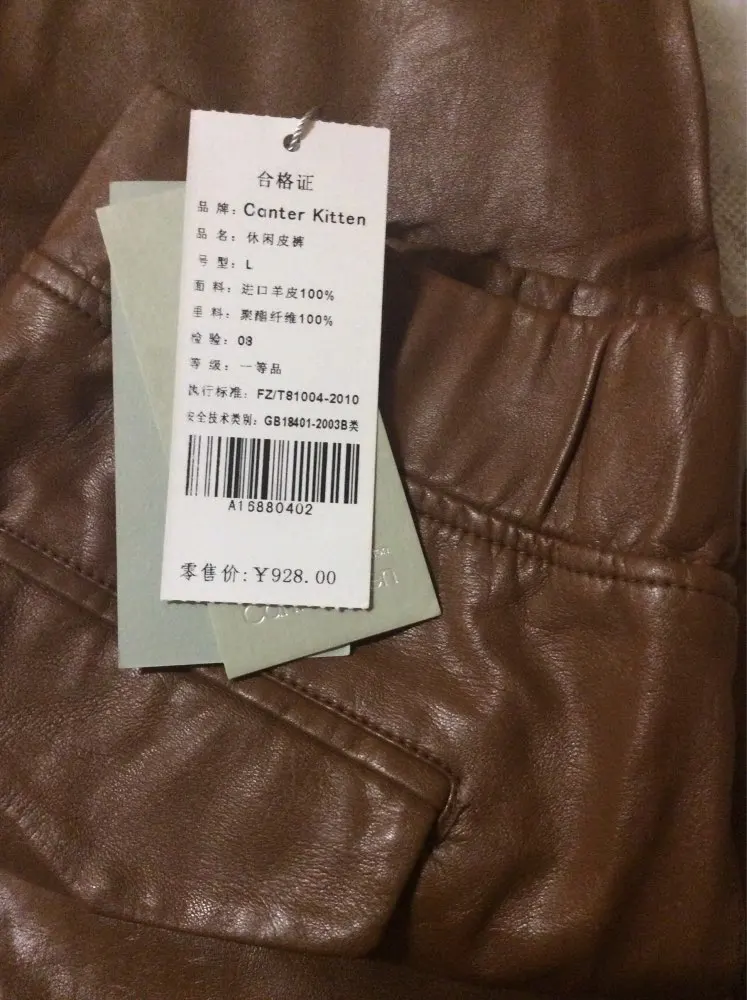 合格证
品 牌：Canter Kitten
品 名：休闲皮裤
号 型：L
面 料：进口羊皮100%
里 料：聚酯纤维100%
检 验：08
等 级：一等品
执行标准：FZ/T81004-2010
安全技术类别：GB18401-2003B类
A16880402
零售价:￥928.00